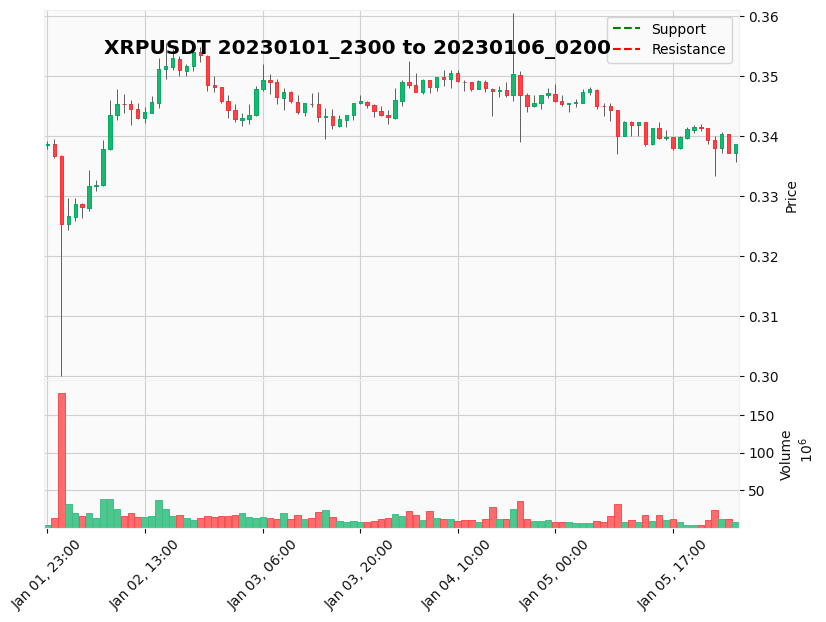 XRPUSDT 20230101_2300 to 20230106_0200
Support
Resistance
0.36
0.35
0.34
0.33
0.32
0.31
0.30
Price
150
100
50
Volume
10^6
Jan 01, 23:00
Jan 02, 13:00
Jan 03, 06:00
Jan 03, 20:00
Jan 04, 10:00
Jan 05, 00:00
Jan 05, 17:00